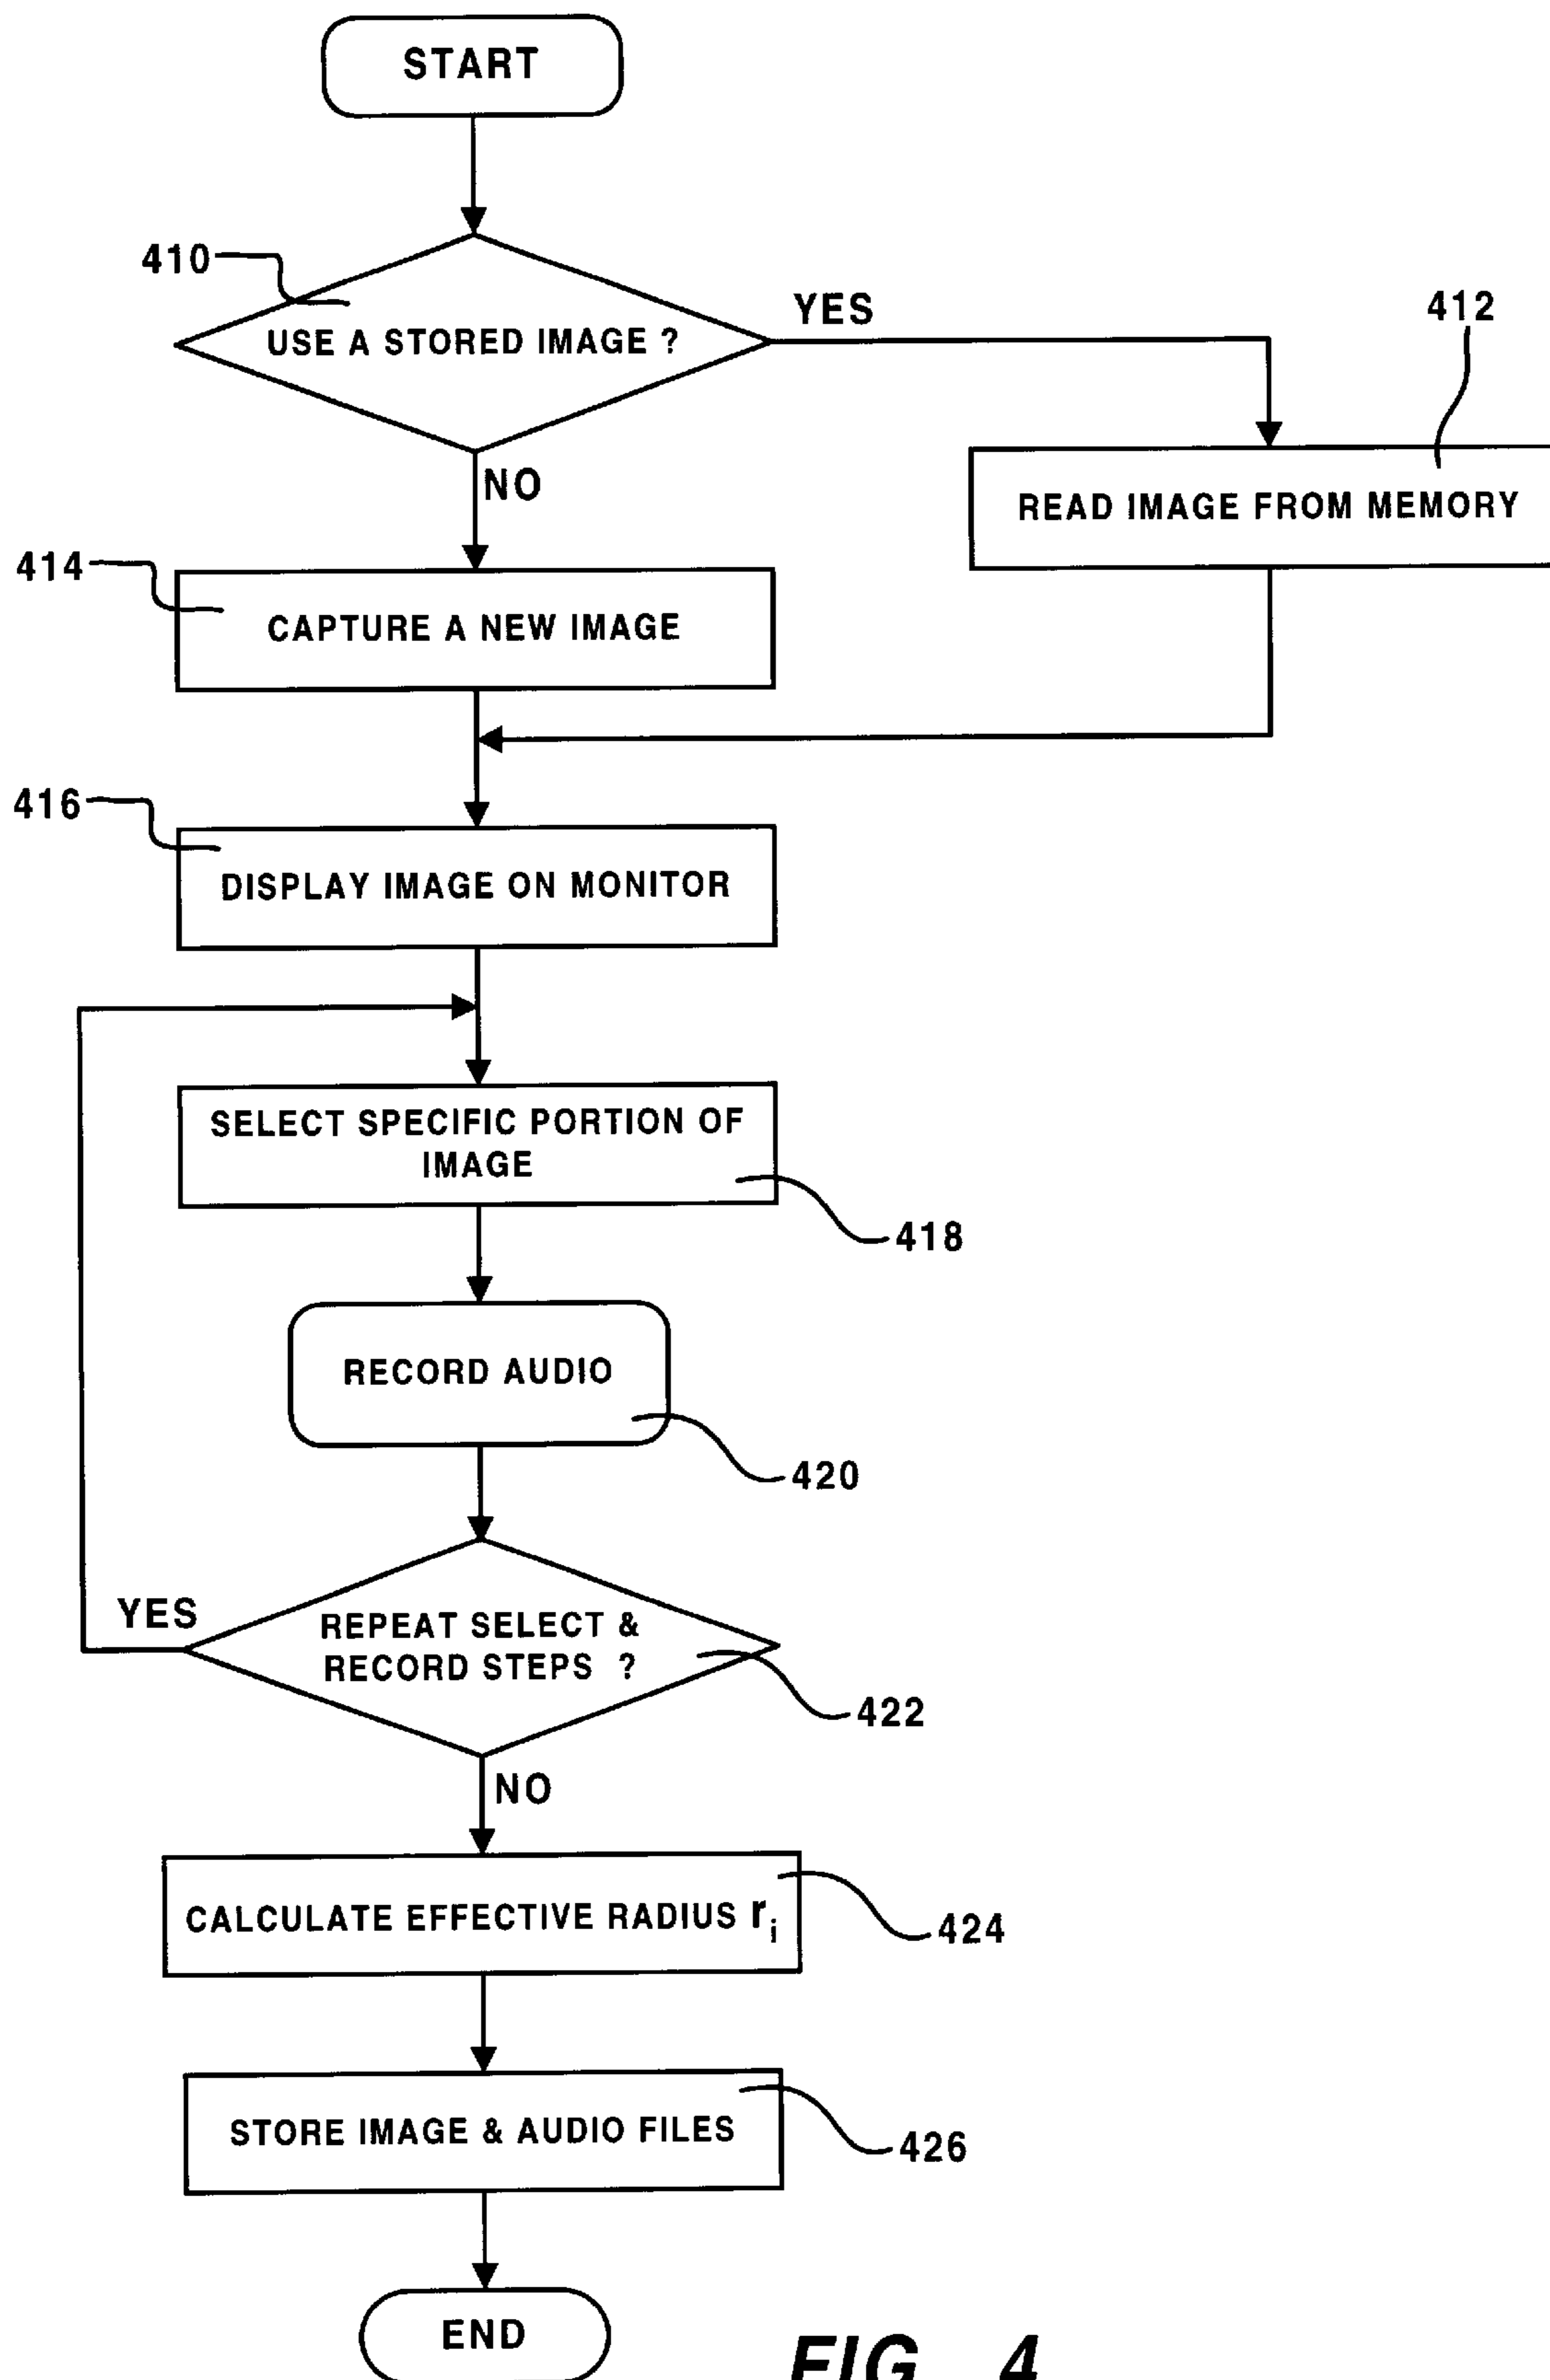 START
410
USE A STORED IMAGE ?
YES
412
READ IMAGE FROM MEMORY
NO
414
CAPTURE A NEW IMAGE
416
DISPLAY IMAGE ON MONITOR
SELECT SPECIFIC PORTION OF
IMAGE
418
RECORD AUDIO
420
YES
REPEAT SELECT &
RECORD STEPS ?
422
NO
CALCULATE EFFECTIVE RADIUS ri
424
STORE IMAGE & AUDIO FILES
426
END
FIG. 4